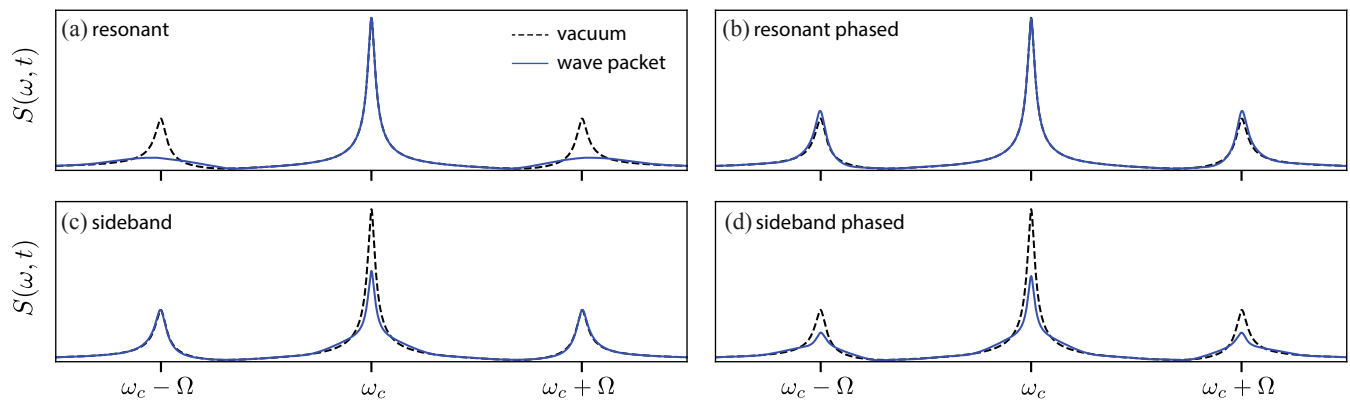 (a) resonant
vacuum
wave packet
S(ω, t)
(b) resonant phased
(c) sideband
S(ω, t)
(d) sideband phased
ω_c − Ω
ω_c
ω_c + Ω
ω_c − Ω
ω_c
ω_c + Ω